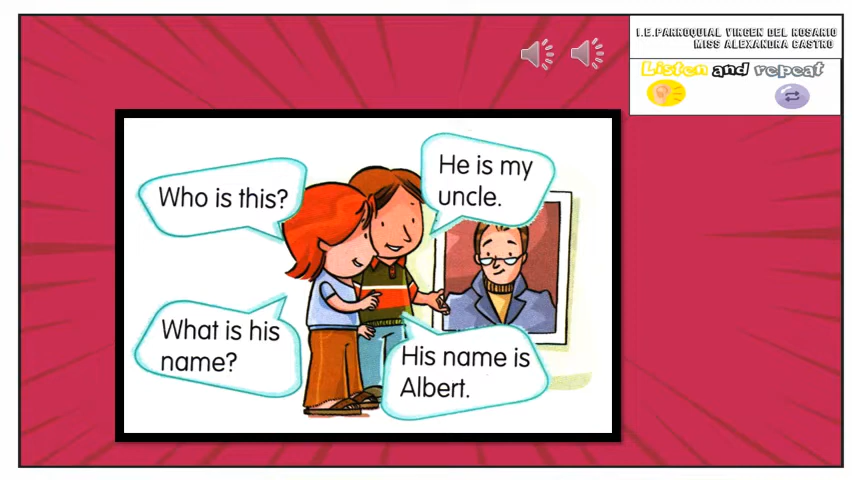 I.E.PARROQUIAL VIRGEN DEL ROSARIO
MISS ALEXANDRA CASTRO
Listen and repeat
Who is this?
He is my
uncle.
What is his
name?
His name is
Albert.